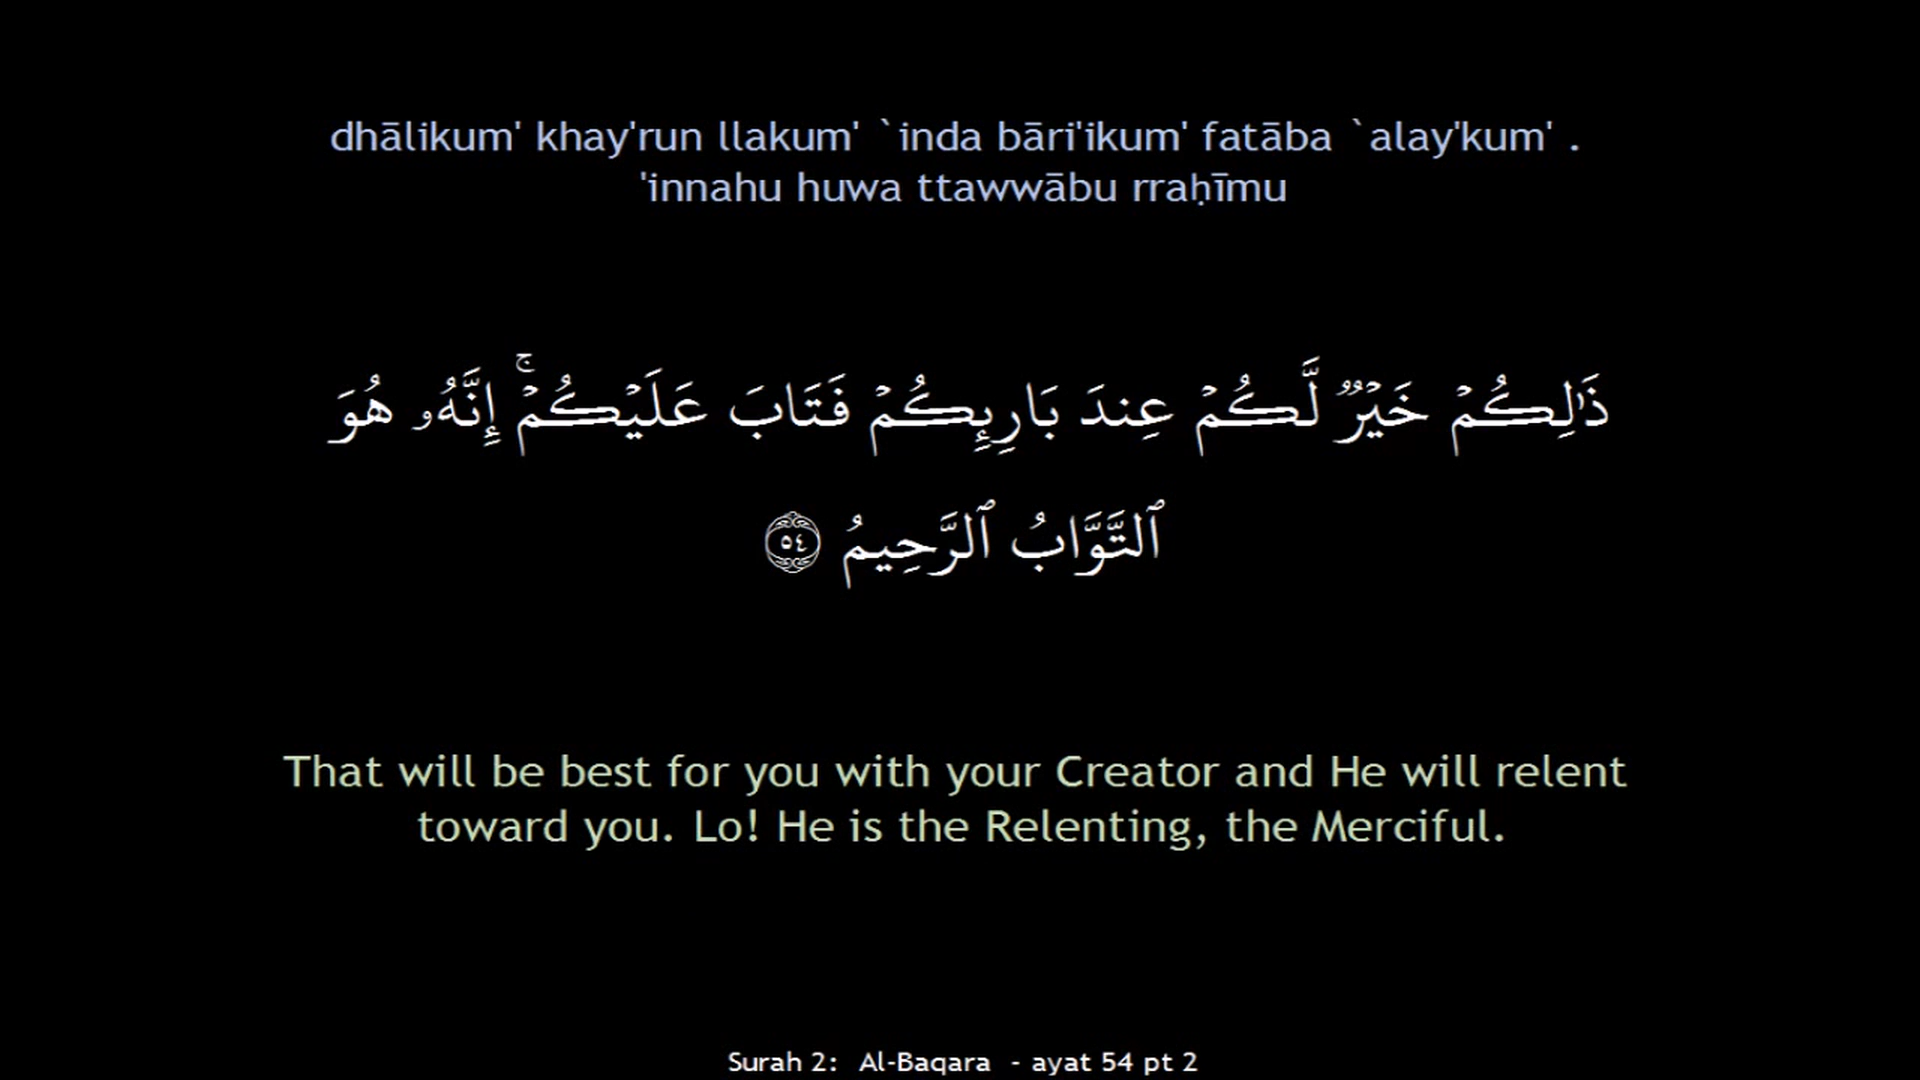 dhālikum' khay'run llakum' `inda bāri'ikum' fatāba `alay'kum' .
'innahu huwa ttawwābu rraḥīmu
ذَٰلِكُمۡ خَيۡرٞ لَّكُمۡ عِندَ بَارِئِكُمۡ فَتَابَ عَلَيۡكُمۡۚ إِنَّهُۥ هُوَ
ٱلتَّوَّابُ ٱلرَّحِيمُ ٥٤
That will be best for you with your Creator and He will relent
toward you. Lo! He is the Relenting, the Merciful.
Surah 2: Al-Baqara - ayat 54 pt 2